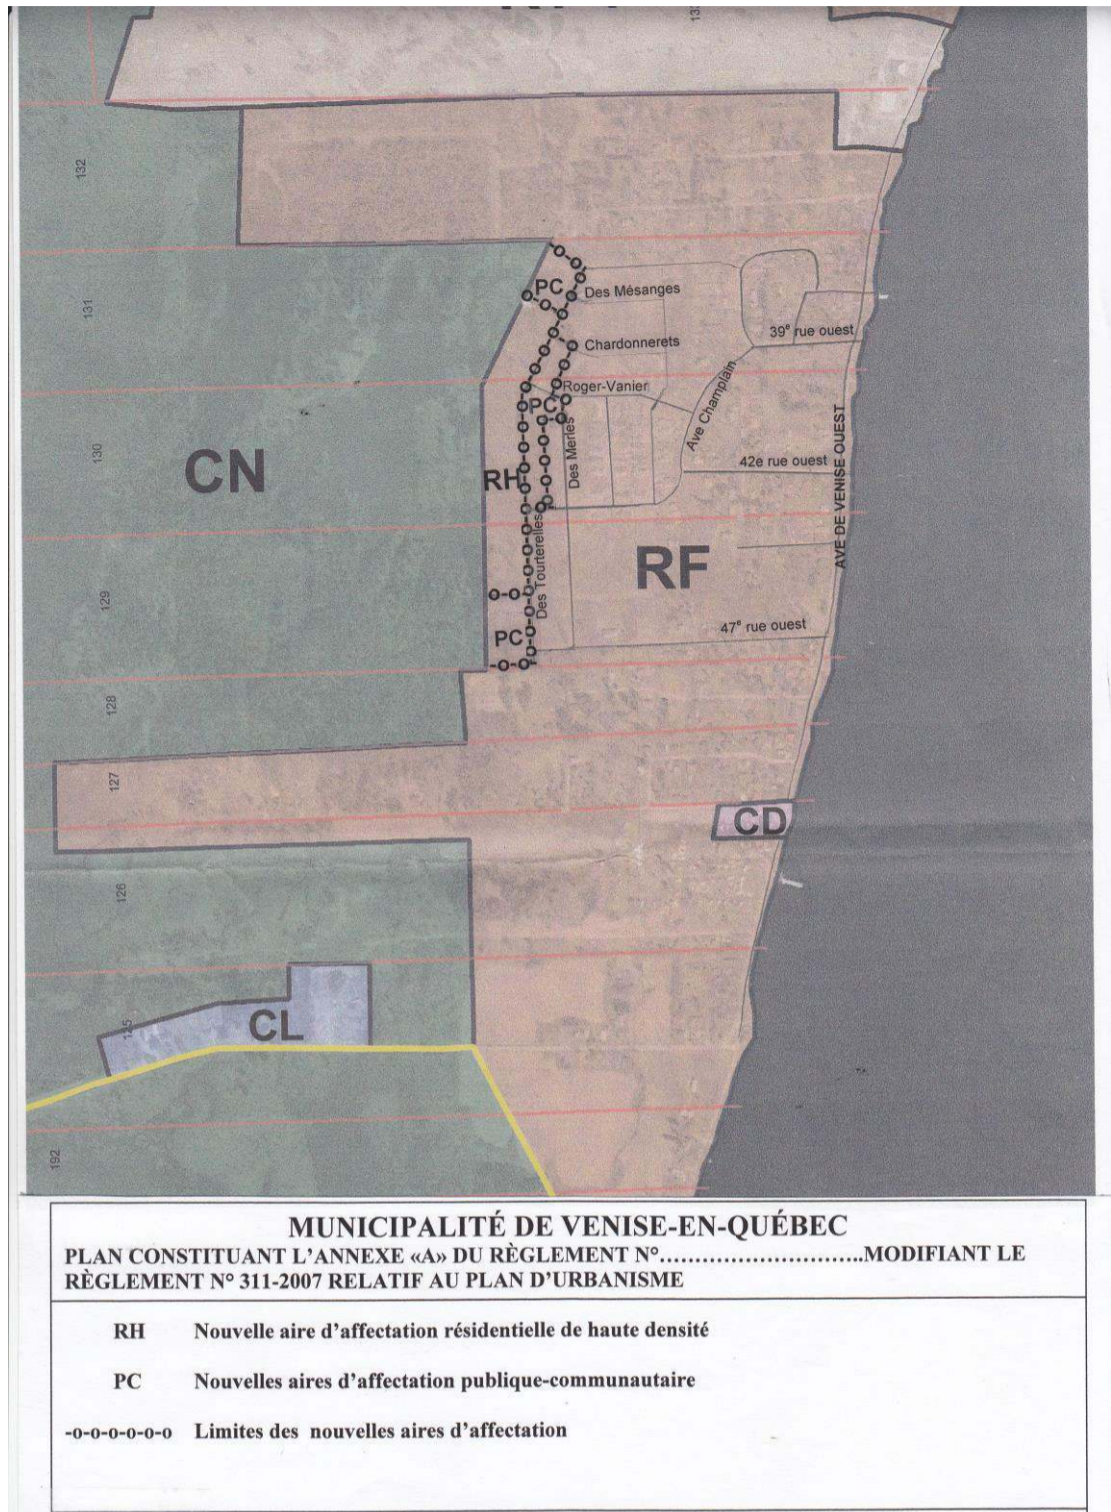 132
131
PC
Des Mésanges
39e rue ouest
Chardonnerets
Roger-Vanier
PC
Ave Champlain
130
CN
RH
Des Merles
42e rue ouest
AVE DE VENISE OUEST
RF
129
Des Tourterelles
47e rue ouest
PC
128
127
CD
126
125
CL
192
MUNICIPALITÉ DE VENISE-EN-QUÉBEC
PLAN CONSTITUANT L'ANNEXE «A» DU RÈGLEMENT N°..............................MODIFIANT LE
RÈGLEMENT N° 311-2007 RELATIF AU PLAN D'URBANISME
RH Nouvelle aire d'affectation résidentielle de haute densité
PC Nouvelles aires d'affectation publique-communautaire
-o-o-o-o-o-o Limites des nouvelles aires d'affectation